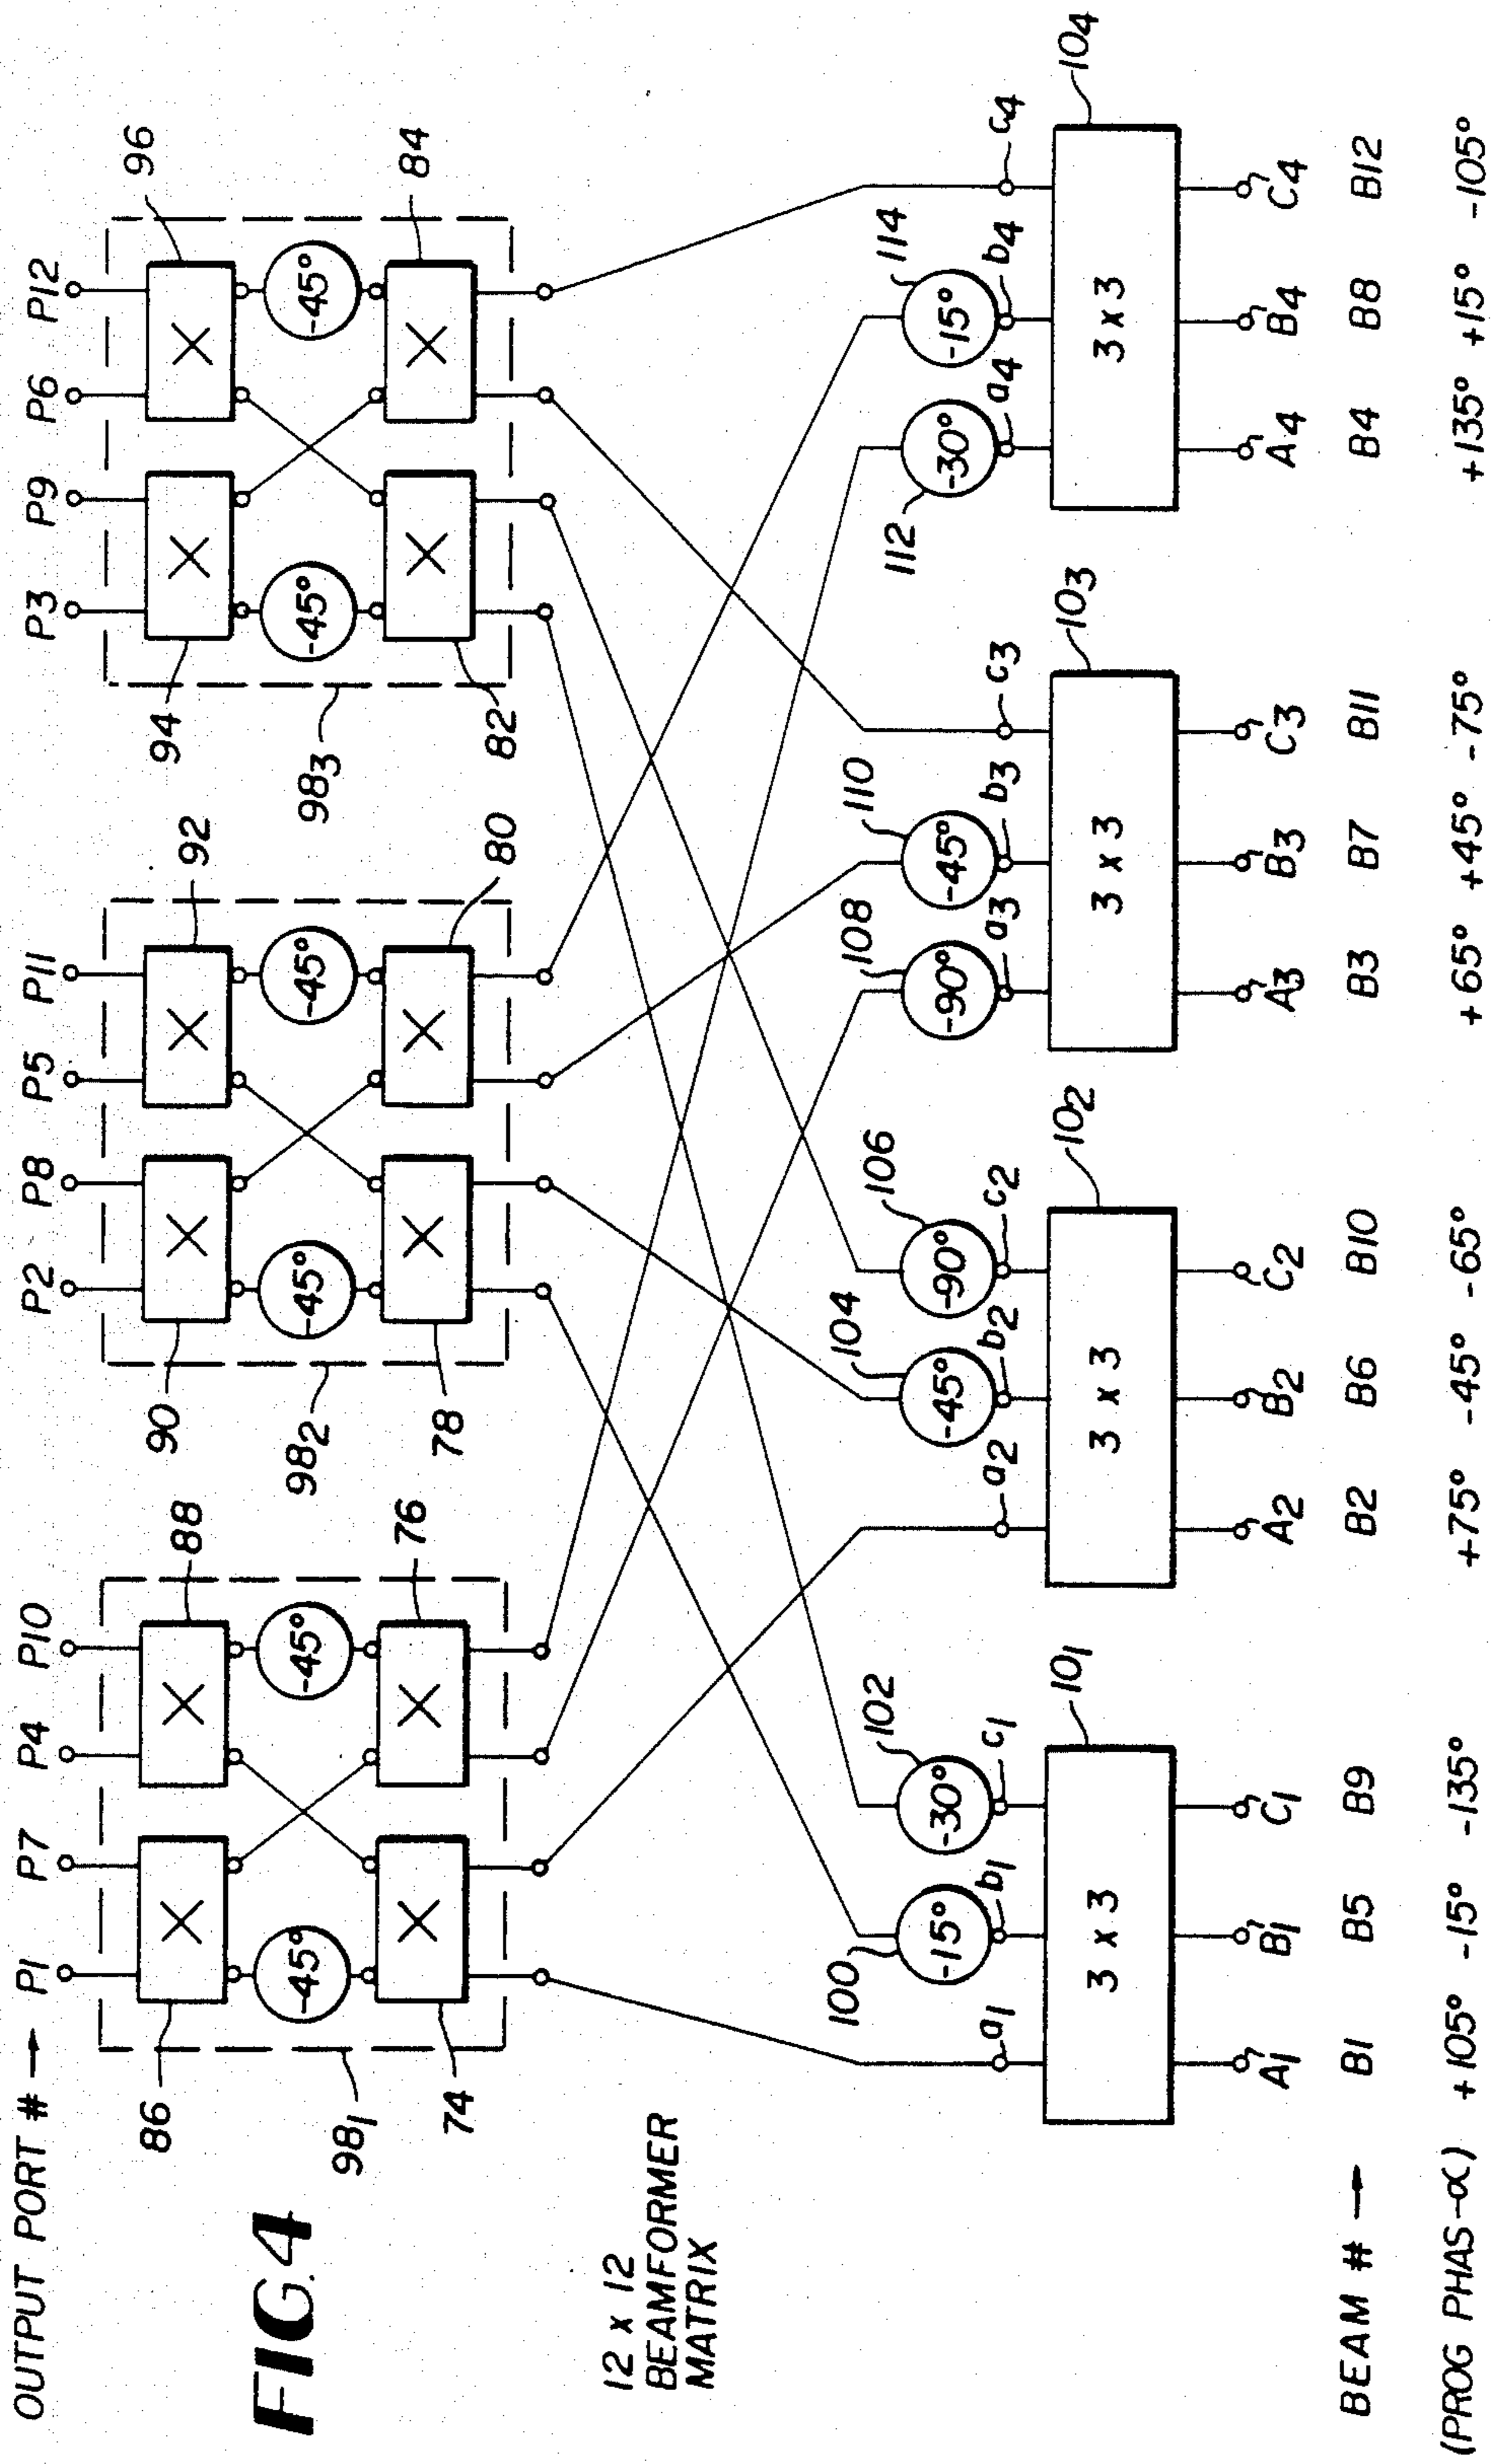 OUTPUT PORT # → P1 P7 P4 P10 P2 P8 P5 P11 P3 P9 P6 P12
86 88 90 92 94 96
FIG. 4
-45° -45° -45° -45° -45° -45°
98₁ 98₂ 98₃
74 76 78 80 82 84
12 x 12
BEAMFORMER
MATRIX
100 102 104 106 108 110 112 114
-15° -30° -45° -90° -90° -45° -30° -15°
a₁ b₁ c₁ a₂ b₂ c₂ a₃ b₃ c₃ a₄ b₄ c₄
10₁ 10₂ 10₃ 10₄
3 x 3 3 x 3 3 x 3 3 x 3
A₁ B₁ C₁ A₂ B₂ C₂ A₃ B₃ C₃ A₄ B₄ C₄
BEAM # → B1 B5 B9 B2 B6 B10 B3 B7 B11 B4 B8 B12
(PROG PHAS-α) +105° -15° -135° +75° -45° -65° +65° +45° -75° +135° +15° -105°